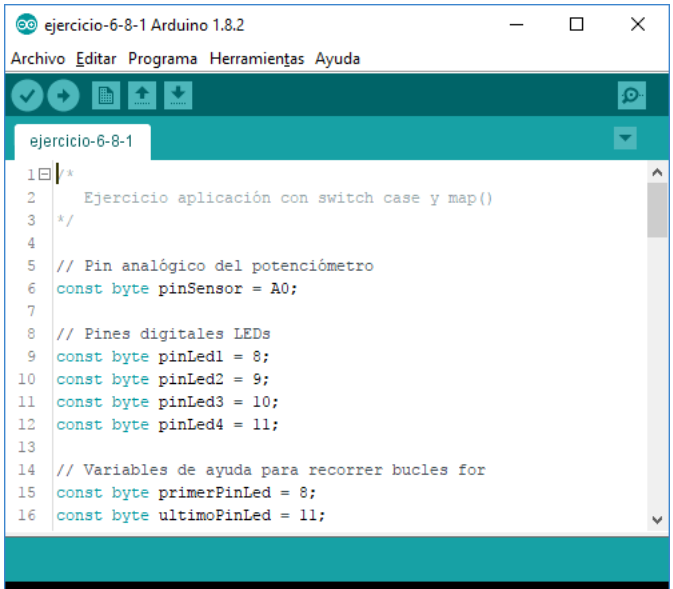 ejercicio-6-8-1 Arduino 1.8.2
Archivo Editar Programa Herramientas Ayuda
ejercicio-6-8-1
1 /*
2    Ejercicio aplicación con switch case y map()
3 */
4
5 // Pin analógico del potenciómetro
6 const byte pinSensor = A0;
7
8 // Pines digitales LEDs
9 const byte pinLed1 = 8;
10 const byte pinLed2 = 9;
11 const byte pinLed3 = 10;
12 const byte pinLed4 = 11;
13
14 // Variables de ayuda para recorrer bucles for
15 const byte primerPinLed = 8;
16 const byte ultimoPinLed = 11;